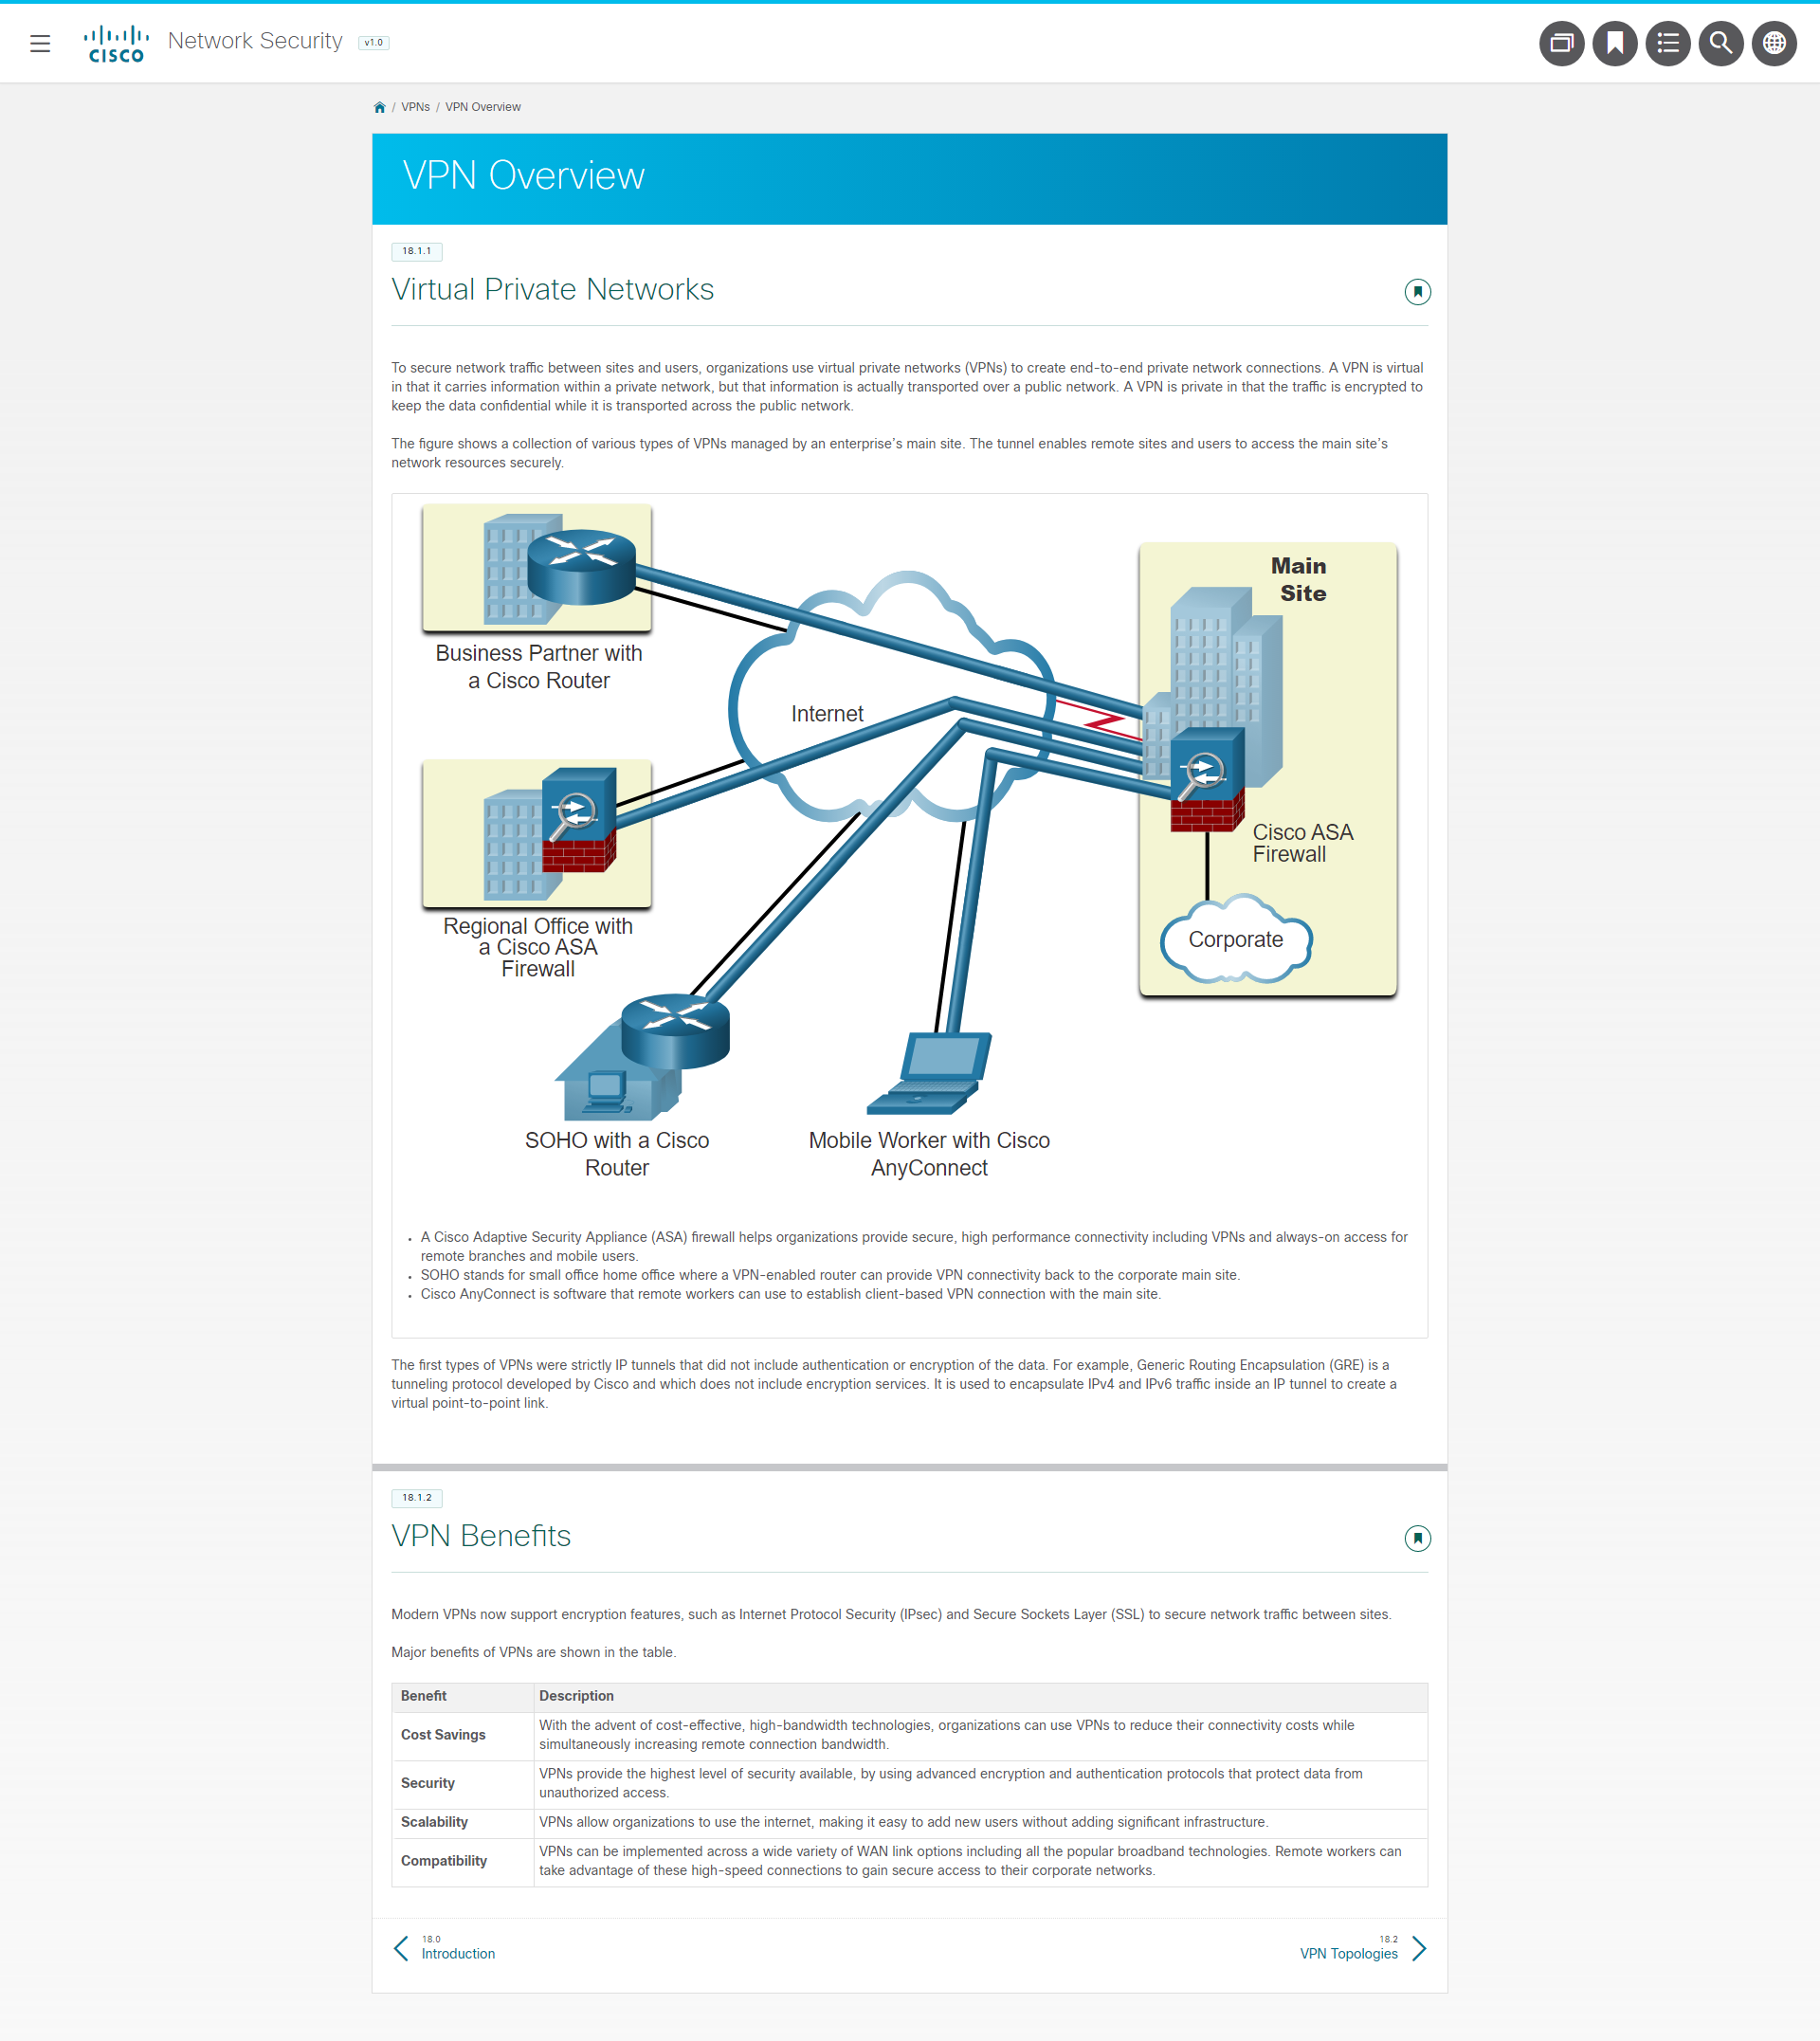 CISCO
Network Security v1.0
/ VPNs / VPN Overview
VPN Overview
18.1.1
Virtual Private Networks
To secure network traffic between sites and users, organizations use virtual private networks (VPNs) to create end-to-end private network connections. A VPN is virtual
in that it carries information within a private network, but that information is actually transported over a public network. A VPN is private in that the traffic is encrypted to
keep the data confidential while it is transported across the public network.
The figure shows a collection of various types of VPNs managed by an enterprise's main site. The tunnel enables remote sites and users to access the main site's
network resources securely.
Main
Site
Business Partner with
a Cisco Router
Internet
Cisco ASA
Firewall
Regional Office with
a Cisco ASA
Firewall
Corporate
SOHO with a Cisco
Router
Mobile Worker with Cisco
AnyConnect
• A Cisco Adaptive Security Appliance (ASA) firewall helps organizations provide secure, high performance connectivity including VPNs and always-on access for
remote branches and mobile users.
• SOHO stands for small office home office where a VPN-enabled router can provide VPN connectivity back to the corporate main site.
• Cisco AnyConnect is software that remote workers can use to establish client-based VPN connection with the main site.
The first types of VPNs were strictly IP tunnels that did not include authentication or encryption of the data. For example, Generic Routing Encapsulation (GRE) is a
tunneling protocol developed by Cisco and which does not include encryption services. It is used to encapsulate IPv4 and IPv6 traffic inside an IP tunnel to create a
virtual point-to-point link.
18.1.2
VPN Benefits
Modern VPNs now support encryption features, such as Internet Protocol Security (IPsec) and Secure Sockets Layer (SSL) to secure network traffic between sites.
Major benefits of VPNs are shown in the table.
Benefit Description
Cost Savings With the advent of cost-effective, high-bandwidth technologies, organizations can use VPNs to reduce their connectivity costs while
simultaneously increasing remote connection bandwidth.
Security VPNs provide the highest level of security available, by using advanced encryption and authentication protocols that protect data from
unauthorized access.
Scalability VPNs allow organizations to use the internet, making it easy to add new users without adding significant infrastructure.
Compatibility VPNs can be implemented across a wide variety of WAN link options including all the popular broadband technologies. Remote workers can
take advantage of these high-speed connections to gain secure access to their corporate networks.
18.0
Introduction
18.2
VPN Topologies